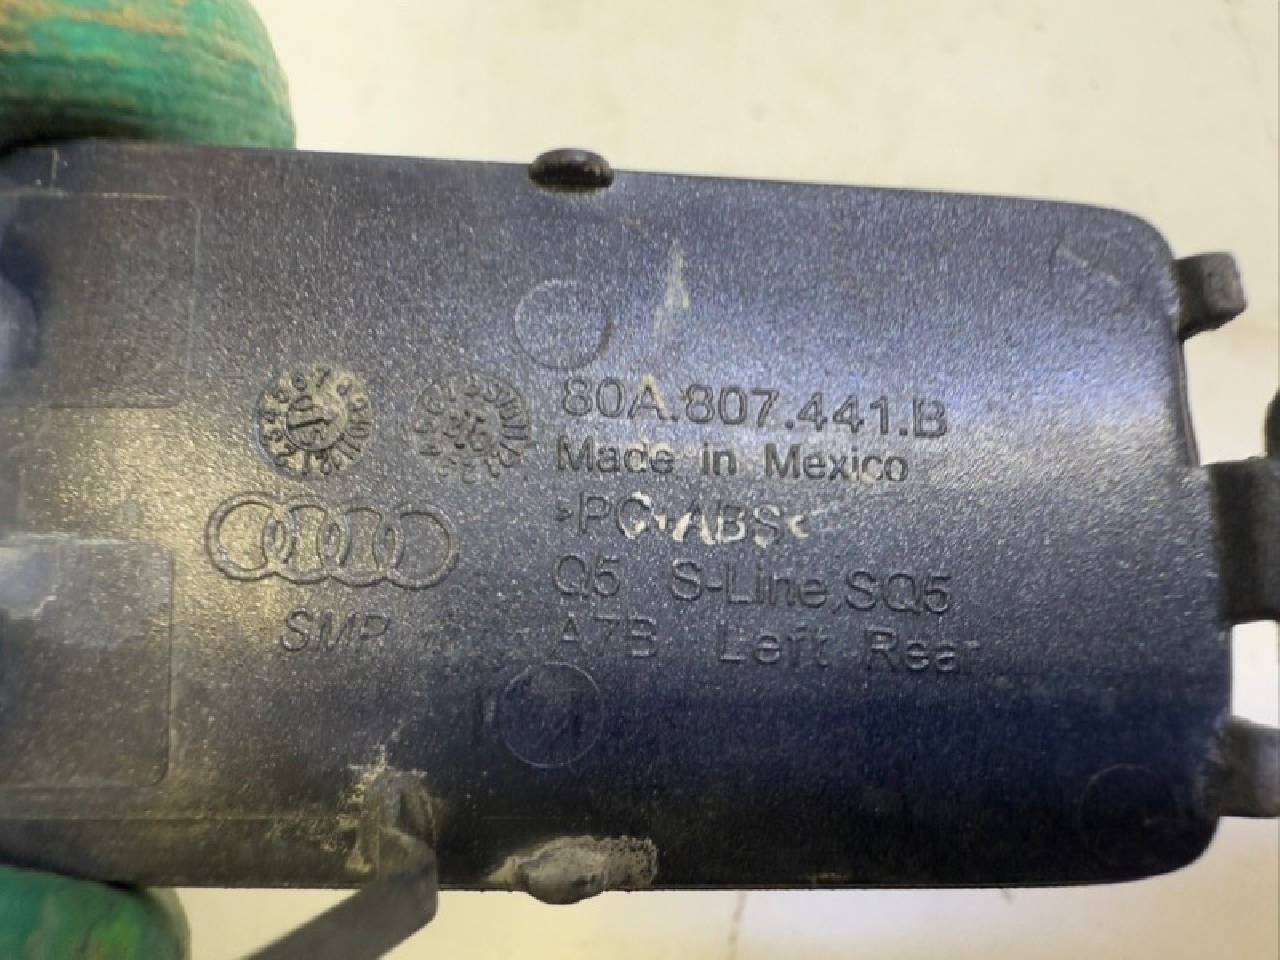 80A.807.441.B
Made in Mexico
>PC+ABS<
Q5 S-Line,SQ5
SMP A7B Left Rear